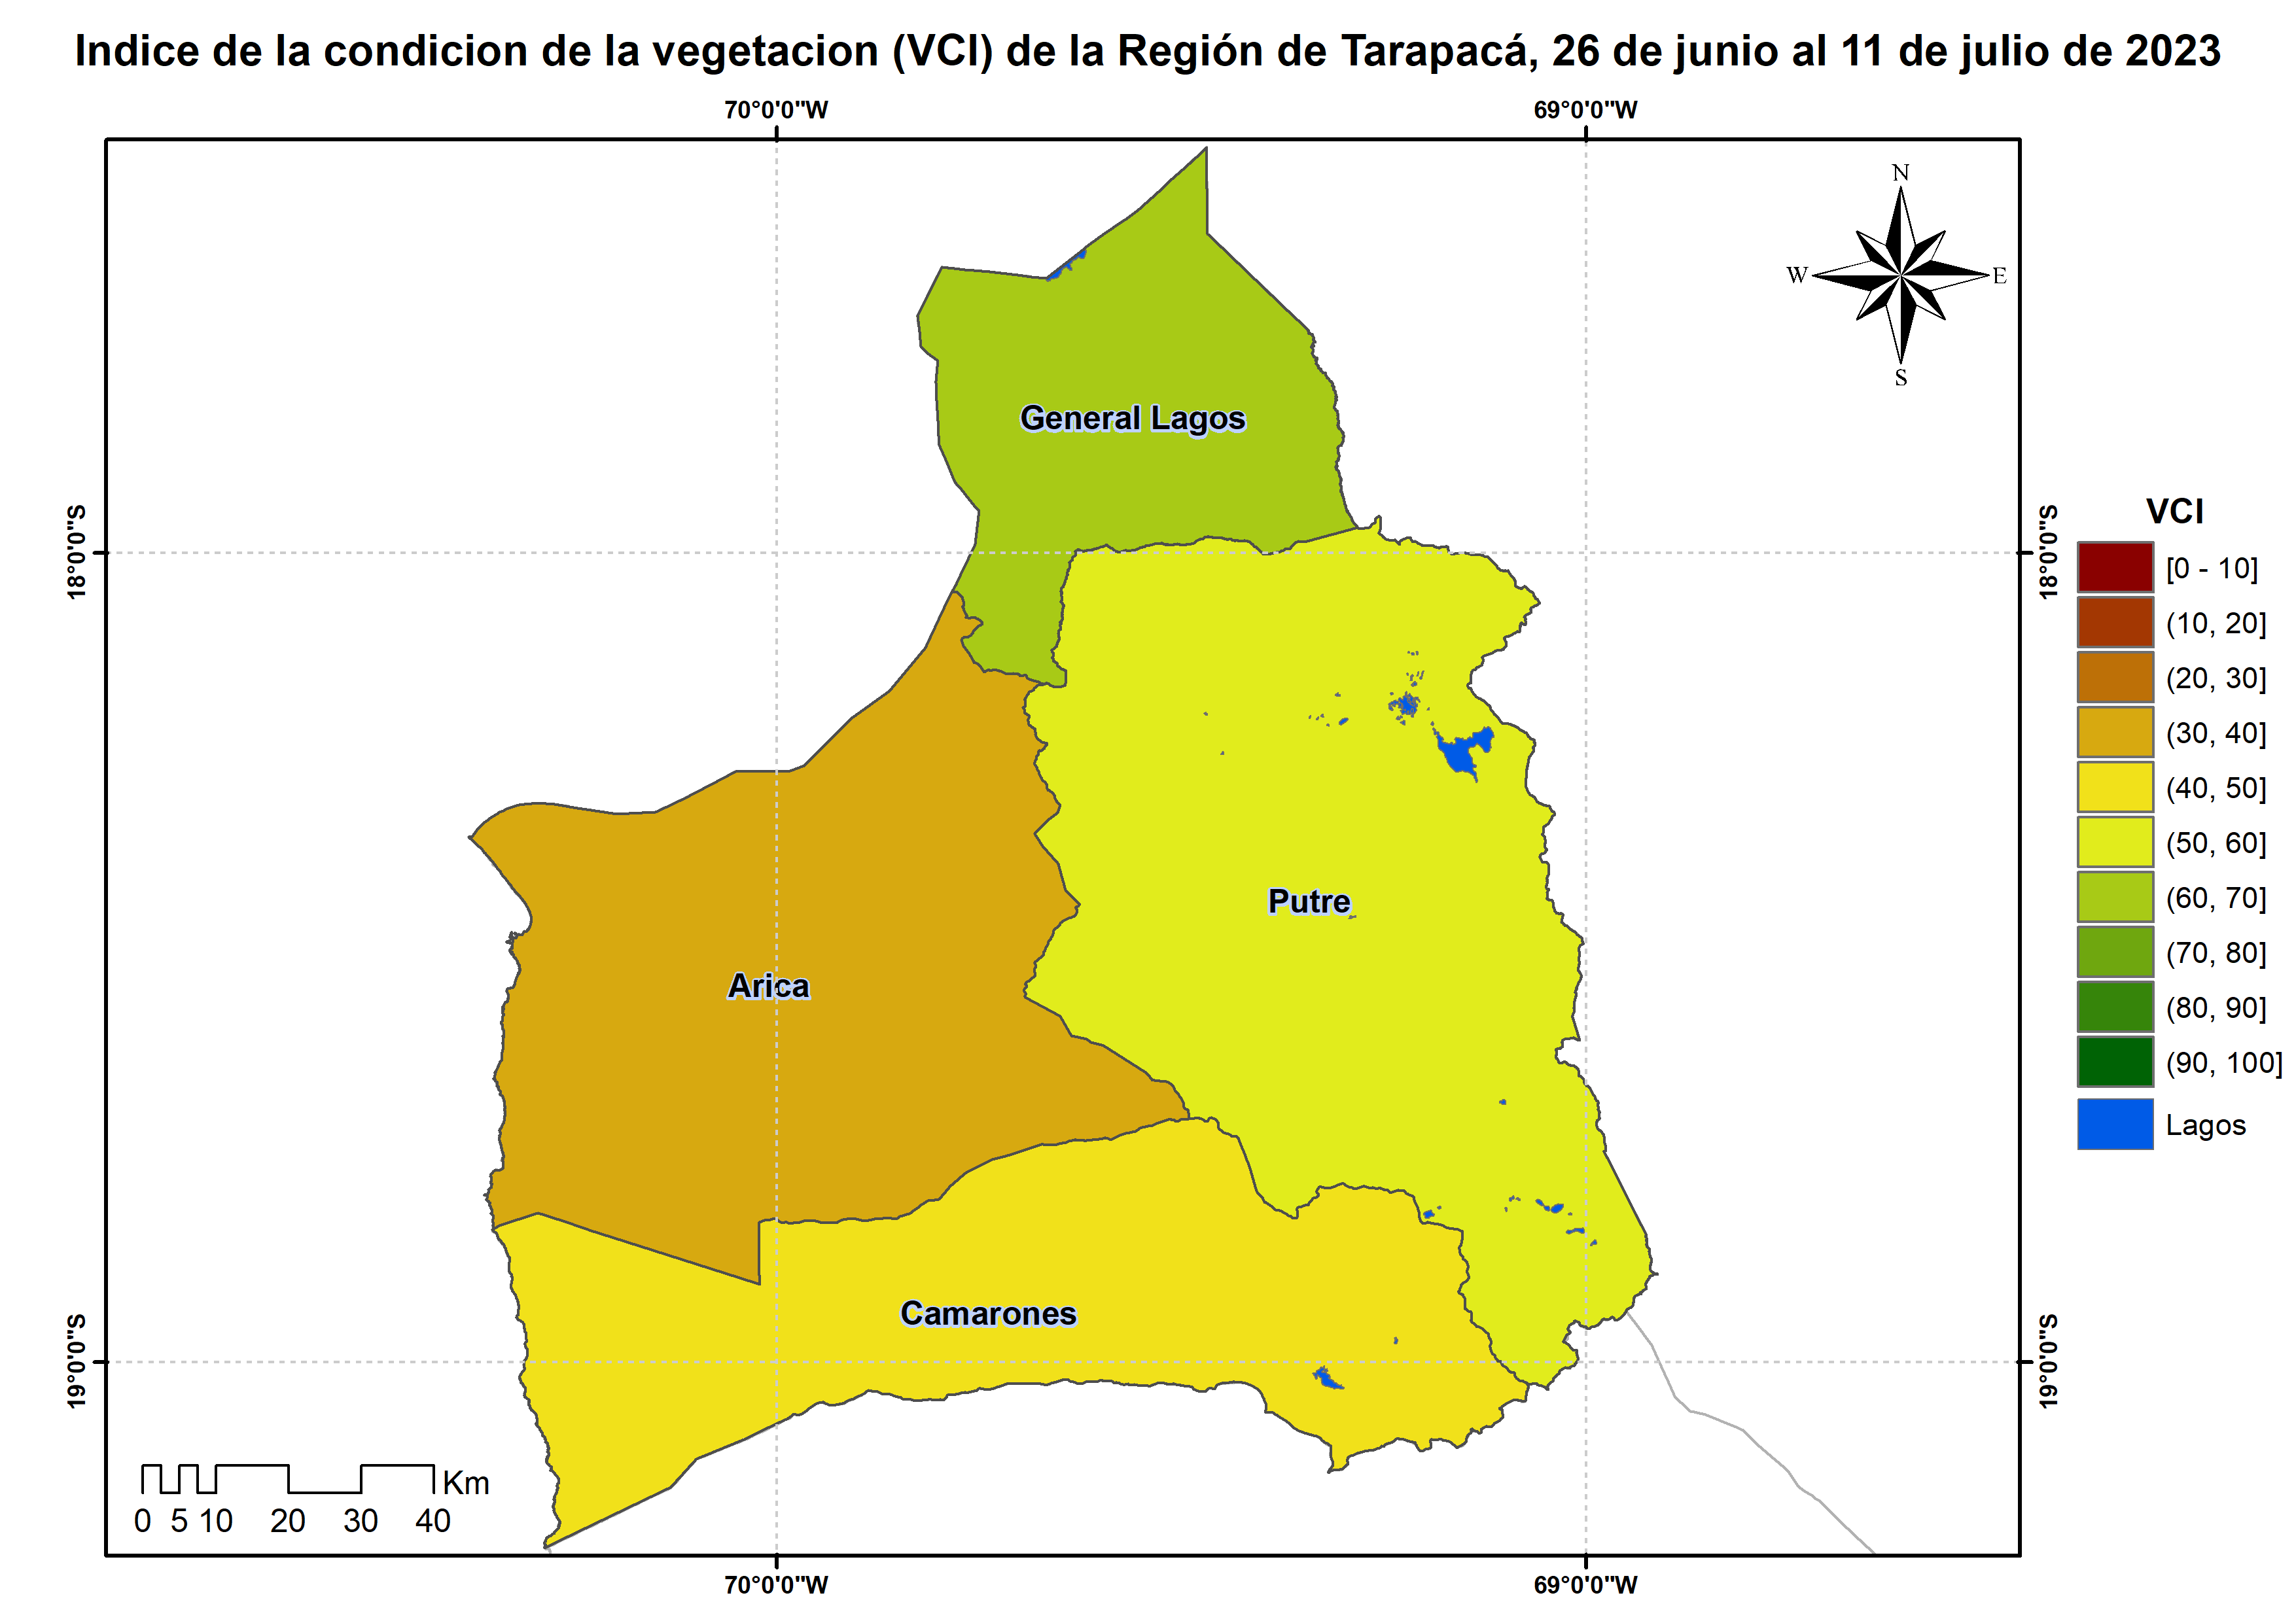 Indice de la condicion de la vegetacion (VCI) de la Región de Tarapacá, 26 de junio al 11 de julio de 2023
70°0'0"W
69°0'0"W
N
W
E
S
General Lagos
18°0'0"S
18°0'0"S
Putre
Arica
Camarones
19°0'0"S
19°0'0"S
VCI
[0 - 10]
(10, 20]
(20, 30]
(30, 40]
(40, 50]
(50, 60]
(60, 70]
(70, 80]
(80, 90]
(90, 100]
Lagos
Km
0 5 10 20 30 40
70°0'0"W
69°0'0"W